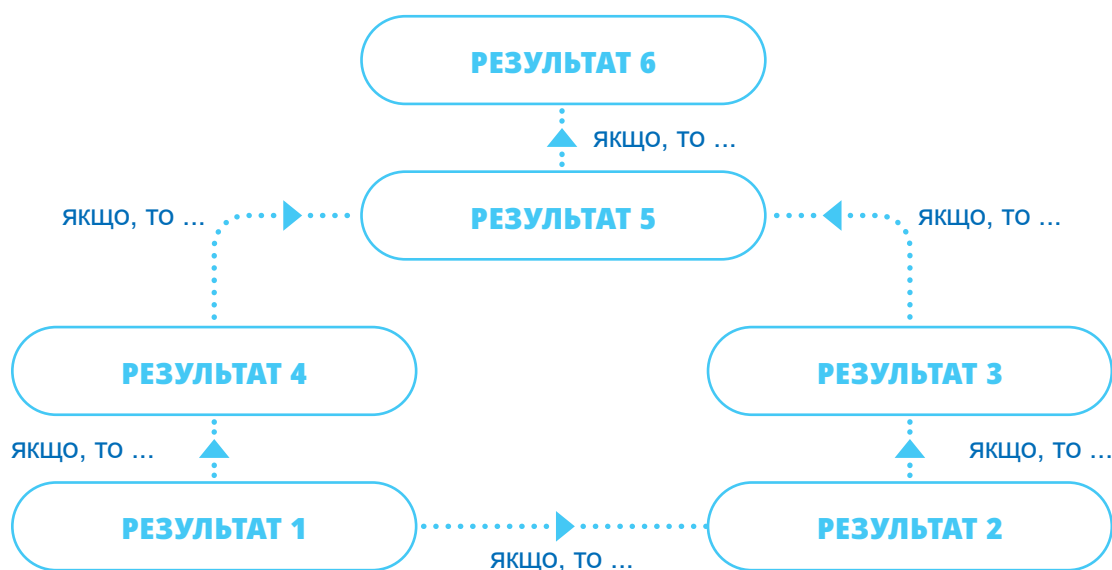 РЕЗУЛЬТАТ 6
ЯКЩО, ТО ...
ЯКЩО, ТО ...
РЕЗУЛЬТАТ 5
ЯКЩО, ТО ...
РЕЗУЛЬТАТ 4
РЕЗУЛЬТАТ 3
ЯКЩО, ТО ...
ЯКЩО, ТО ...
РЕЗУЛЬТАТ 1
РЕЗУЛЬТАТ 2
ЯКЩО, ТО ...